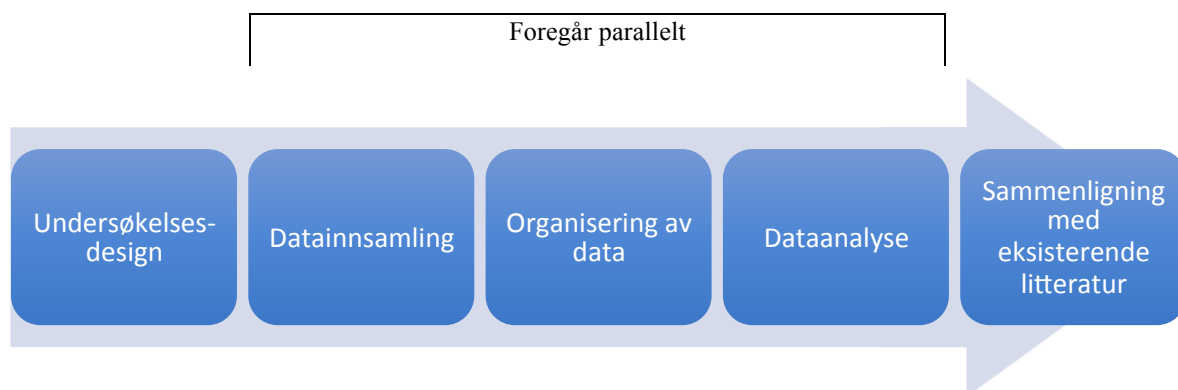 Foregår parallelt
Undersøkelses-
design
Datainnsamling
Organisering av
data
Dataanalyse
Sammenligning
med
eksisterende
litteratur